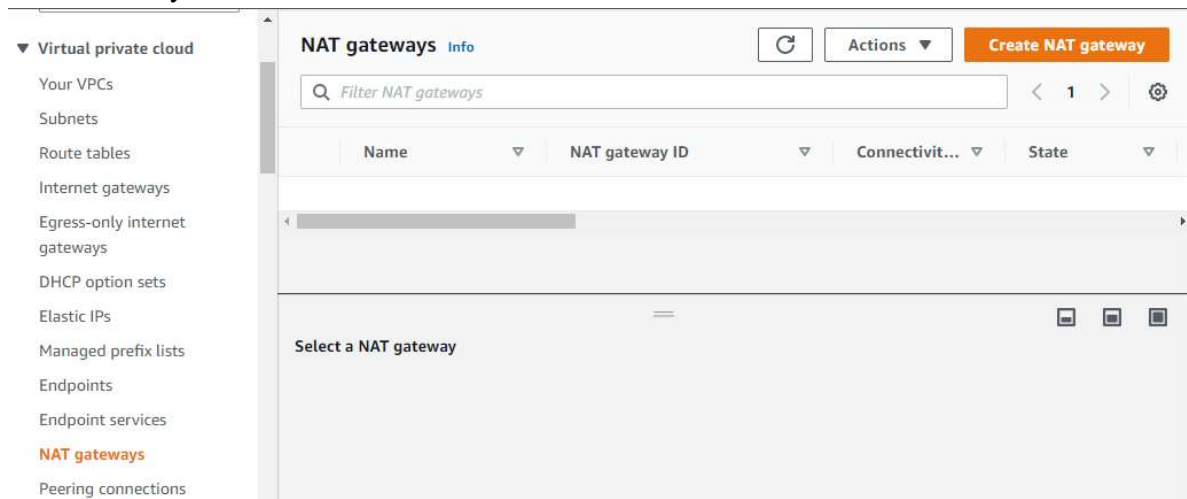 Virtual private cloud
Your VPCs
Subnets
Route tables
Internet gateways
Egress-only internet
gateways
DHCP option sets
Elastic IPs
Managed prefix lists
Endpoints
Endpoint services
NAT gateways
Peering connections
NAT gateways Info
Actions
Create NAT gateway
Filter NAT gateways
1
Name NAT gateway ID Connectivit... State
Select a NAT gateway